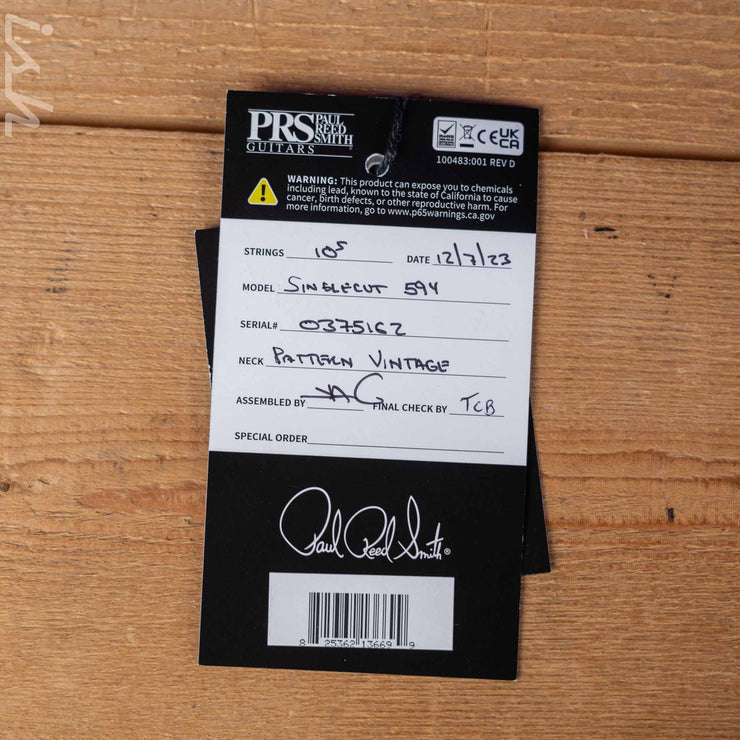 PRS PAUL REED SMITH
GUITARS
CE UK CA
100483:001 REV D
WARNING: This product can expose you to chemicals
including lead, known to the state of California to cause
cancer, birth defects, or other reproductive harm. For
more information, go to www.p65warnings.ca.gov
STRINGS 10s DATE 12/7/23
MODEL SINGLECUT 594
SERIAL# 0375162
NECK PATTERN VINTAGE
ASSEMBLED BY FINAL CHECK BY TCB
SPECIAL ORDER
Paul Reed Smith®
8 25362 13669 9